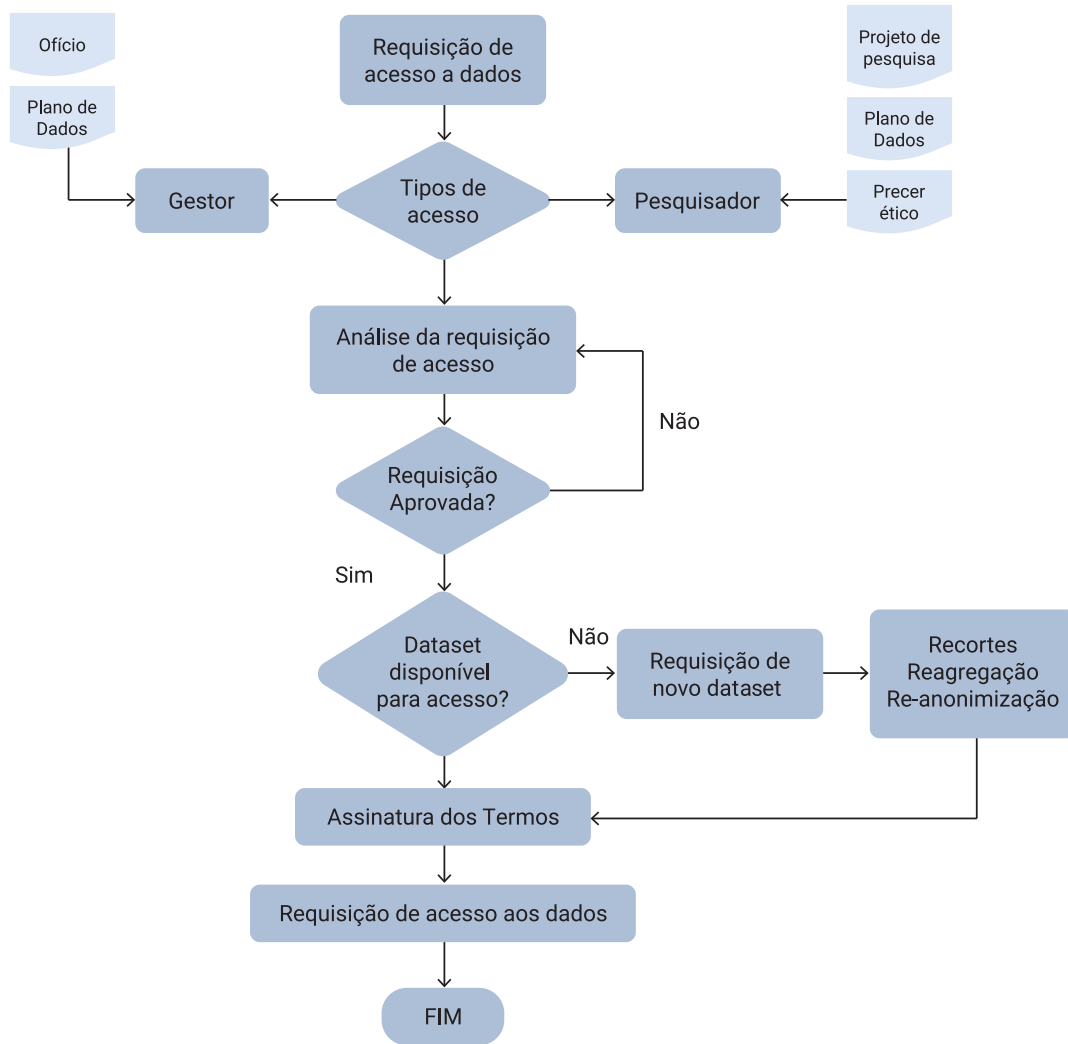 Ofício
Plano de
Dados
Requisição de
acesso a dados
Projeto de
pesquisa
Plano de
Dados
Precer
ético
Gestor
Tipos de
acesso
Pesquisador
Análise da requisição
de acesso
Não
Requisição
Aprovada?
Sim
Dataset
disponível
para acesso?
Não
Requisição de
novo dataset
Recortes
Reagregação
Re-anonimização
Assinatura dos Termos
Requisição de acesso aos dados
FIM